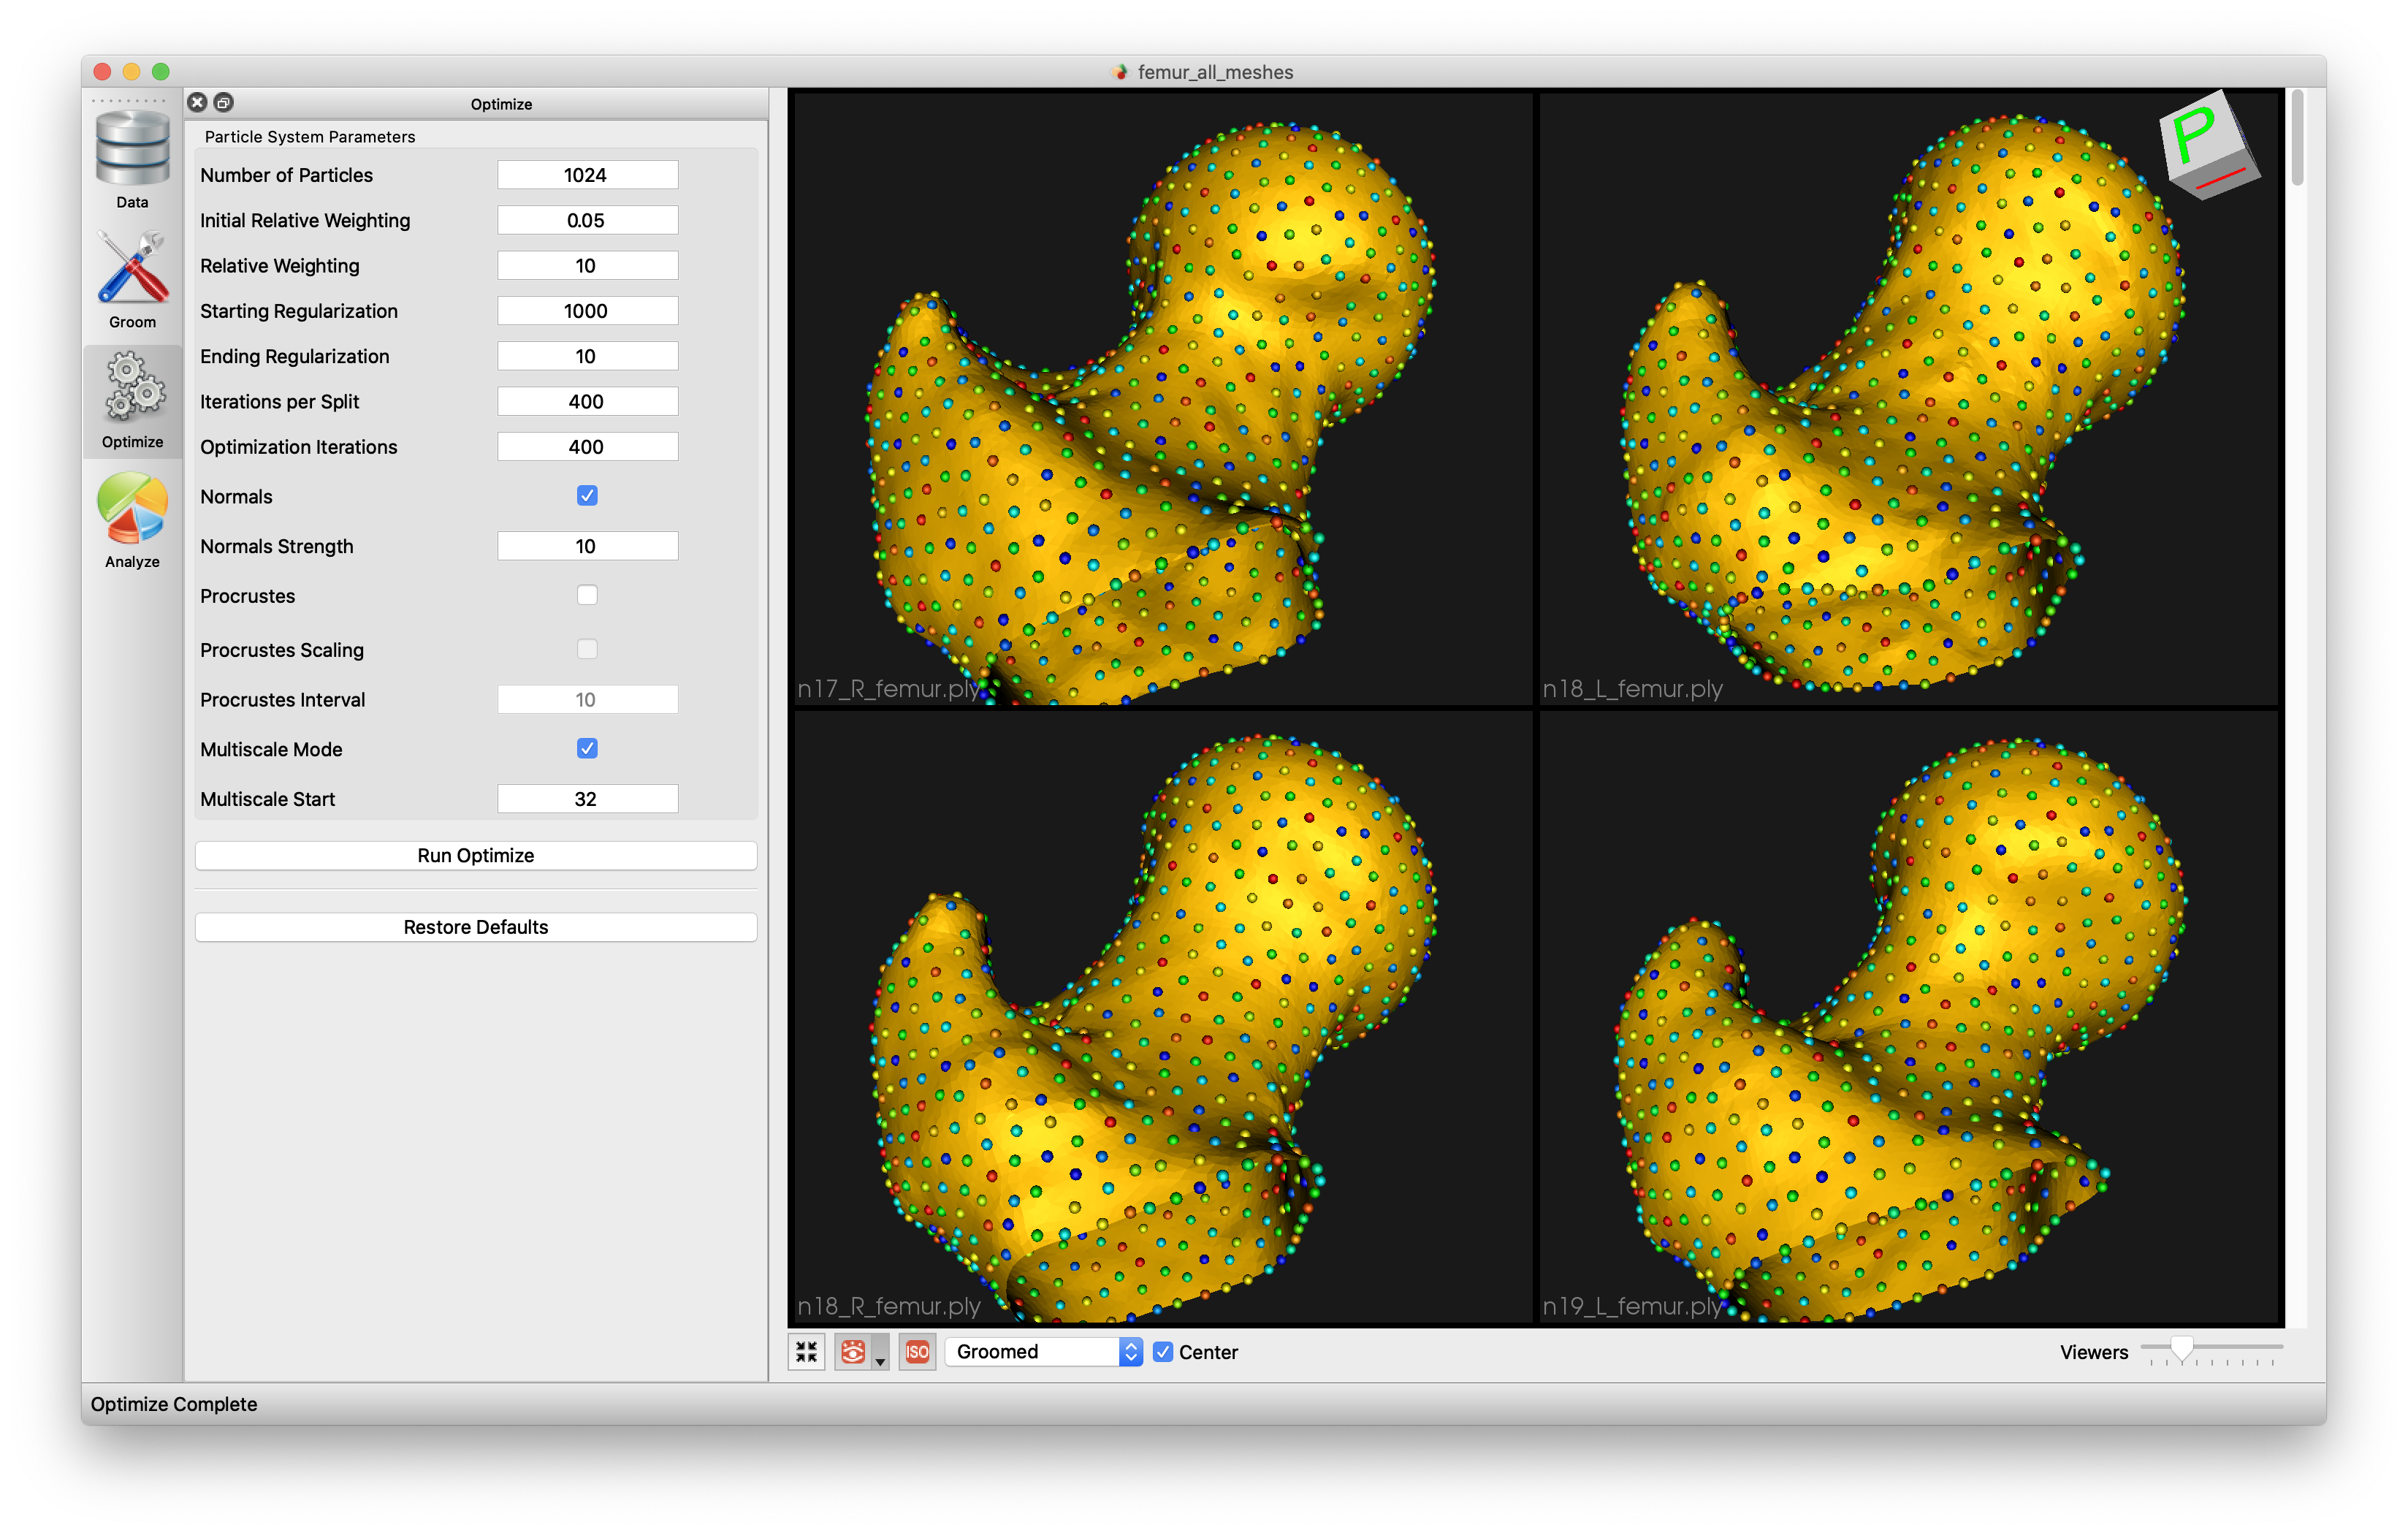 femur_all_meshes
Data
Groom
Optimize
Analyze
Optimize
Particle System Parameters
Number of Particles 1024
Initial Relative Weighting 0.05
Relative Weighting 10
Starting Regularization 1000
Ending Regularization 10
Iterations per Split 400
Optimization Iterations 400
Normals
Normals Strength 10
Procrustes
Procrustes Scaling
Procrustes Interval 10
Multiscale Mode
Multiscale Start 32
Run Optimize
Restore Defaults
P
n17_R_femur.ply
n18_L_femur.ply
n18_R_femur.ply
n19_L_femur.ply
ISO
Groomed
Center
Viewers
Optimize Complete